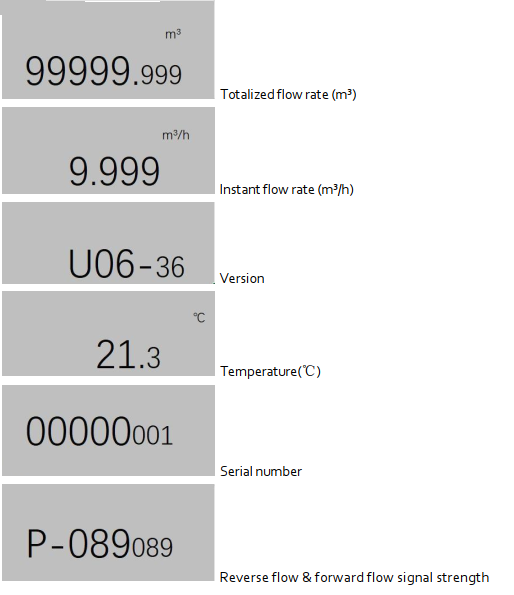 m³
99999.999
Totalized flow rate (m³)
m³/h
9.999
Instant flow rate (m³/h)
U06-36
Version
℃
21.3
Temperature(℃)
00000001
Serial number
P-089089
Reverse flow & forward flow signal strength